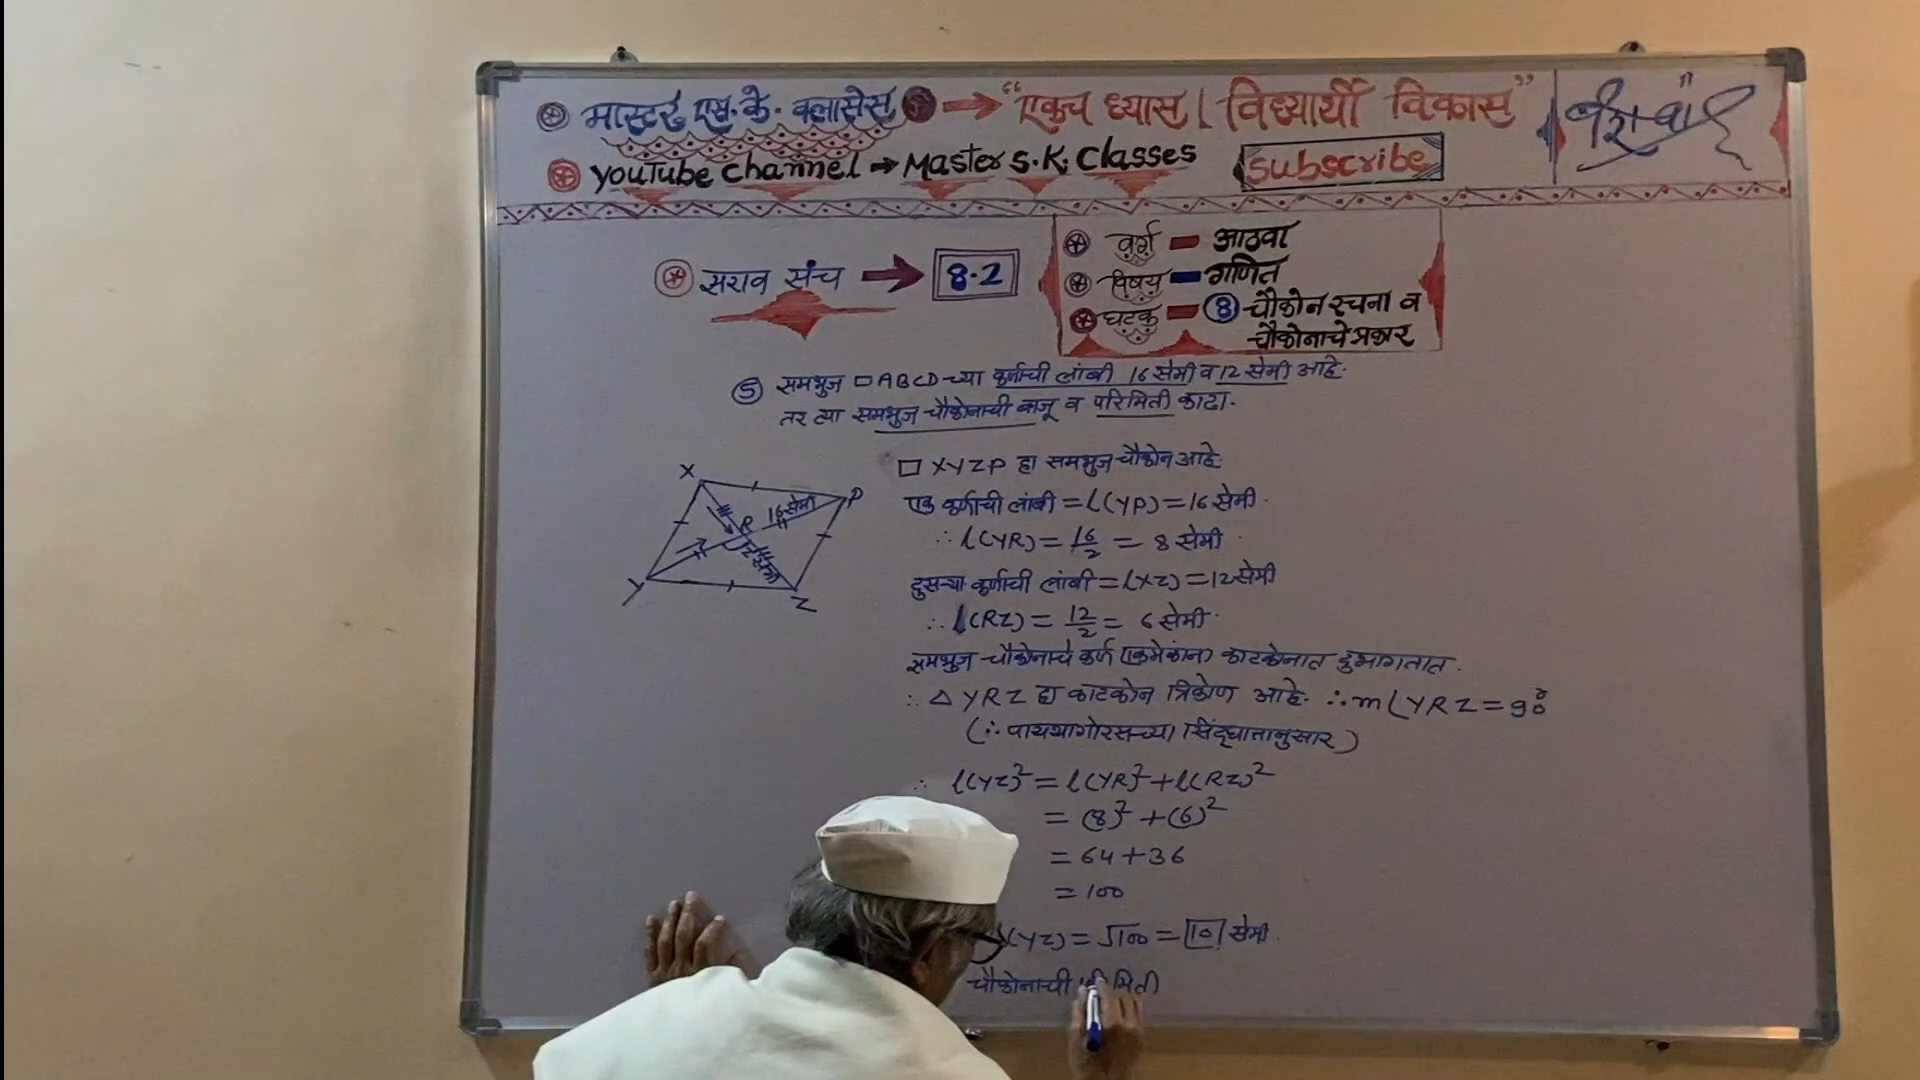 मास्टर एस.के. क्लासेस → "एकच ध्यास। विद्यार्थी विकास"
YouTube channel → Master S.K. Classes Subscribe
सराव संच → 8.2
वर्ग - आठवा
विषय - गणित
घटक - 8 चौकोन रचना व
चौकोनाचे प्रकार
5 समभुज □ABCD च्या कर्णाची लांबी 16 सेमी व 12 सेमी आहे.
तर त्या समभुज चौकोनाची बाजू व परिमिती काढा.
X P 16 सेमी R 12 सेमी Y Z
□ XYZP हा समभुज चौकोन आहे.
एक कर्णाची लांबी = l(YP) = 16 सेमी.
∴ l(YR) = 16/2 = 8 सेमी.
दुसऱ्या कर्णाची लांबी = l(XZ) = 12 सेमी
∴ l(RZ) = 12/2 = 6 सेमी.
समभुज चौकोनाचे कर्ण एकमेकांना काटकोनात दुभागतात.
∴ Δ YRZ हा काटकोन त्रिकोण आहे. ∴ m∠YRZ = 90°
(∴ पायथागोरसच्या सिद्धांतानुसार)
∴ l(YZ)² = l(YR)² + l(RZ)²
= (8)² + (6)²
= 64 + 36
= 100
(YZ) = √100 = 10 सेमी.
चौकोनाची